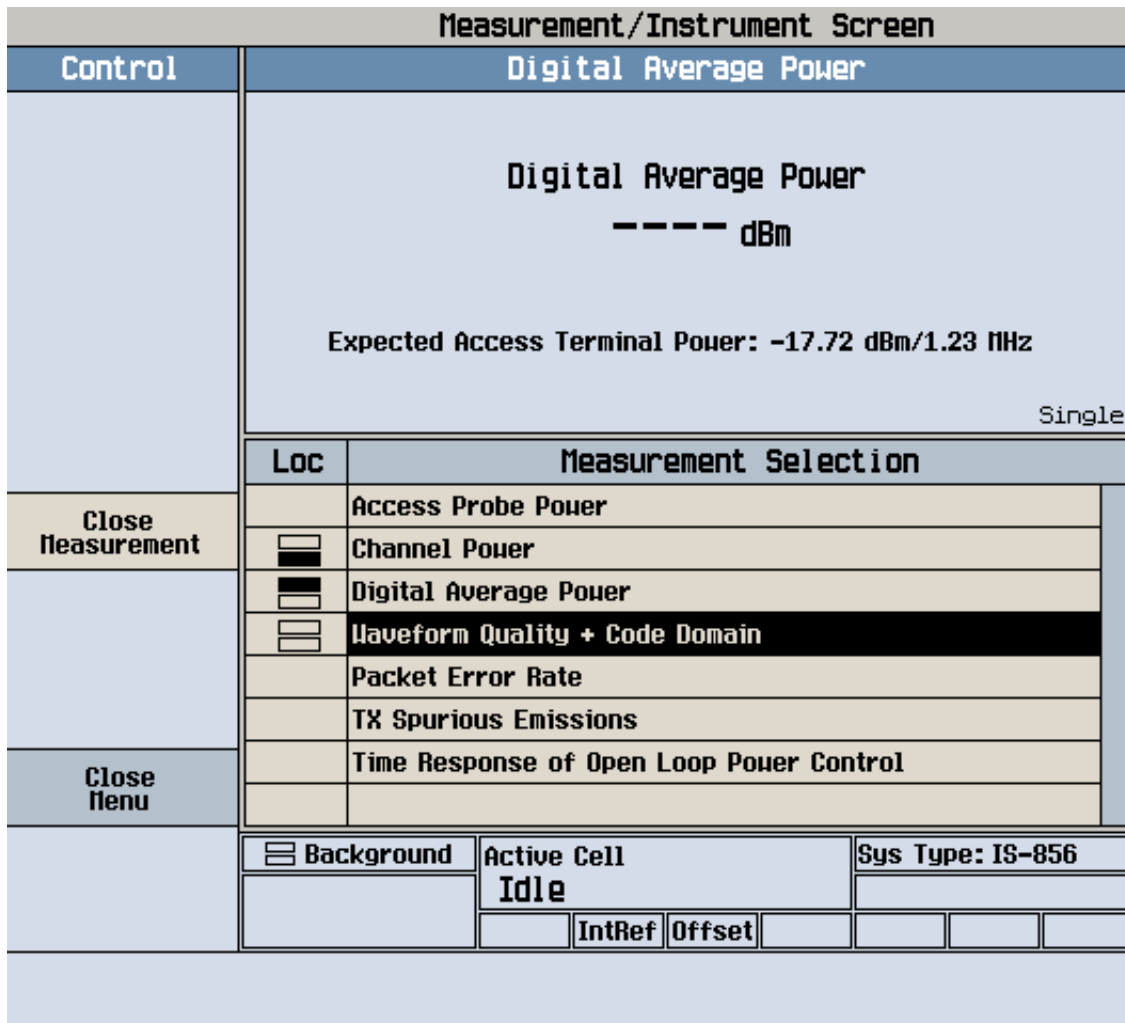 Measurement/Instrument Screen
Control
Digital Average Power
Digital Average Power
---- dBm
Expected Access Terminal Power: -17.72 dBm/1.23 MHz
Single
Loc
Measurement Selection
Access Probe Power
Close
Measurement
Channel Power
Digital Average Power
Waveform Quality + Code Domain
Packet Error Rate
TX Spurious Emissions
Time Response of Open Loop Power Control
Close
Menu
Background
Active Cell
Sys Type: IS-856
Idle
IntRef
Offset